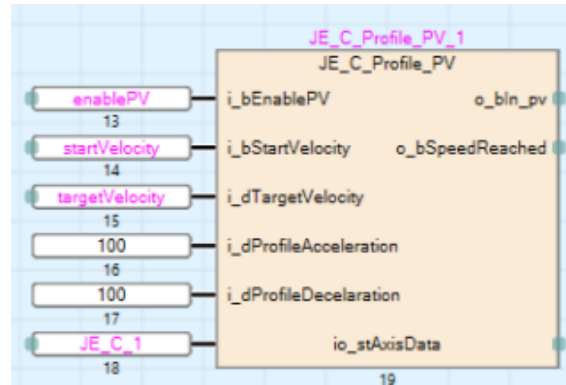 JE_C_Profile_PV_1
JE_C_Profile_PV
enablePV i_bEnablePV o_bIn_pv
13
startVelocity i_bStartVelocity o_bSpeedReached
14
targetVelocity i_dTargetVelocity
15
100 i_dProfileAcceleration
16
100 i_dProfileDecelaration
17
JE_C_1 io_stAxisData
18
19